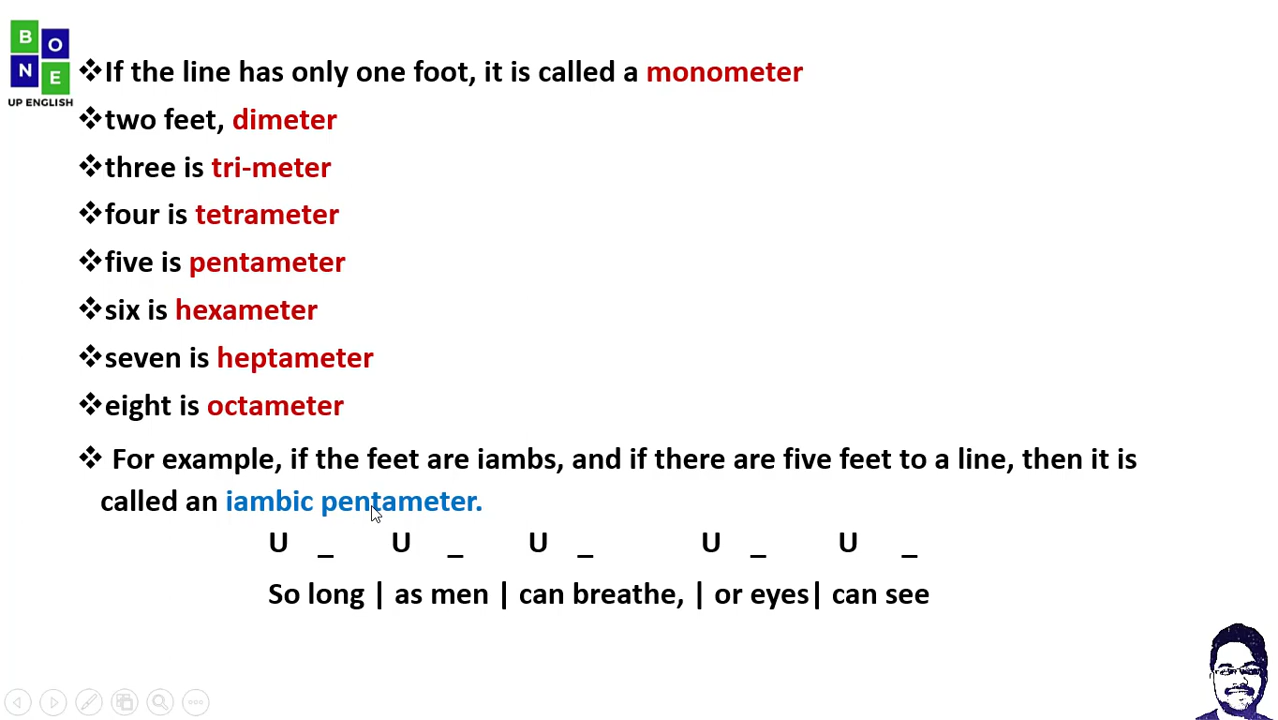 B
O
N
E
UP ENGLISH
❖If the line has only one foot, it is called a monometer
❖two feet, dimeter
❖three is tri-meter
❖four is tetrameter
❖five is pentameter
❖six is hexameter
❖seven is heptameter
❖eight is octameter
❖ For example, if the feet are iambs, and if there are five feet to a line, then it is
called an iambic pentameter.
U _ U _ U _ U _ U _
So long | as men | can breathe, | or eyes| can see